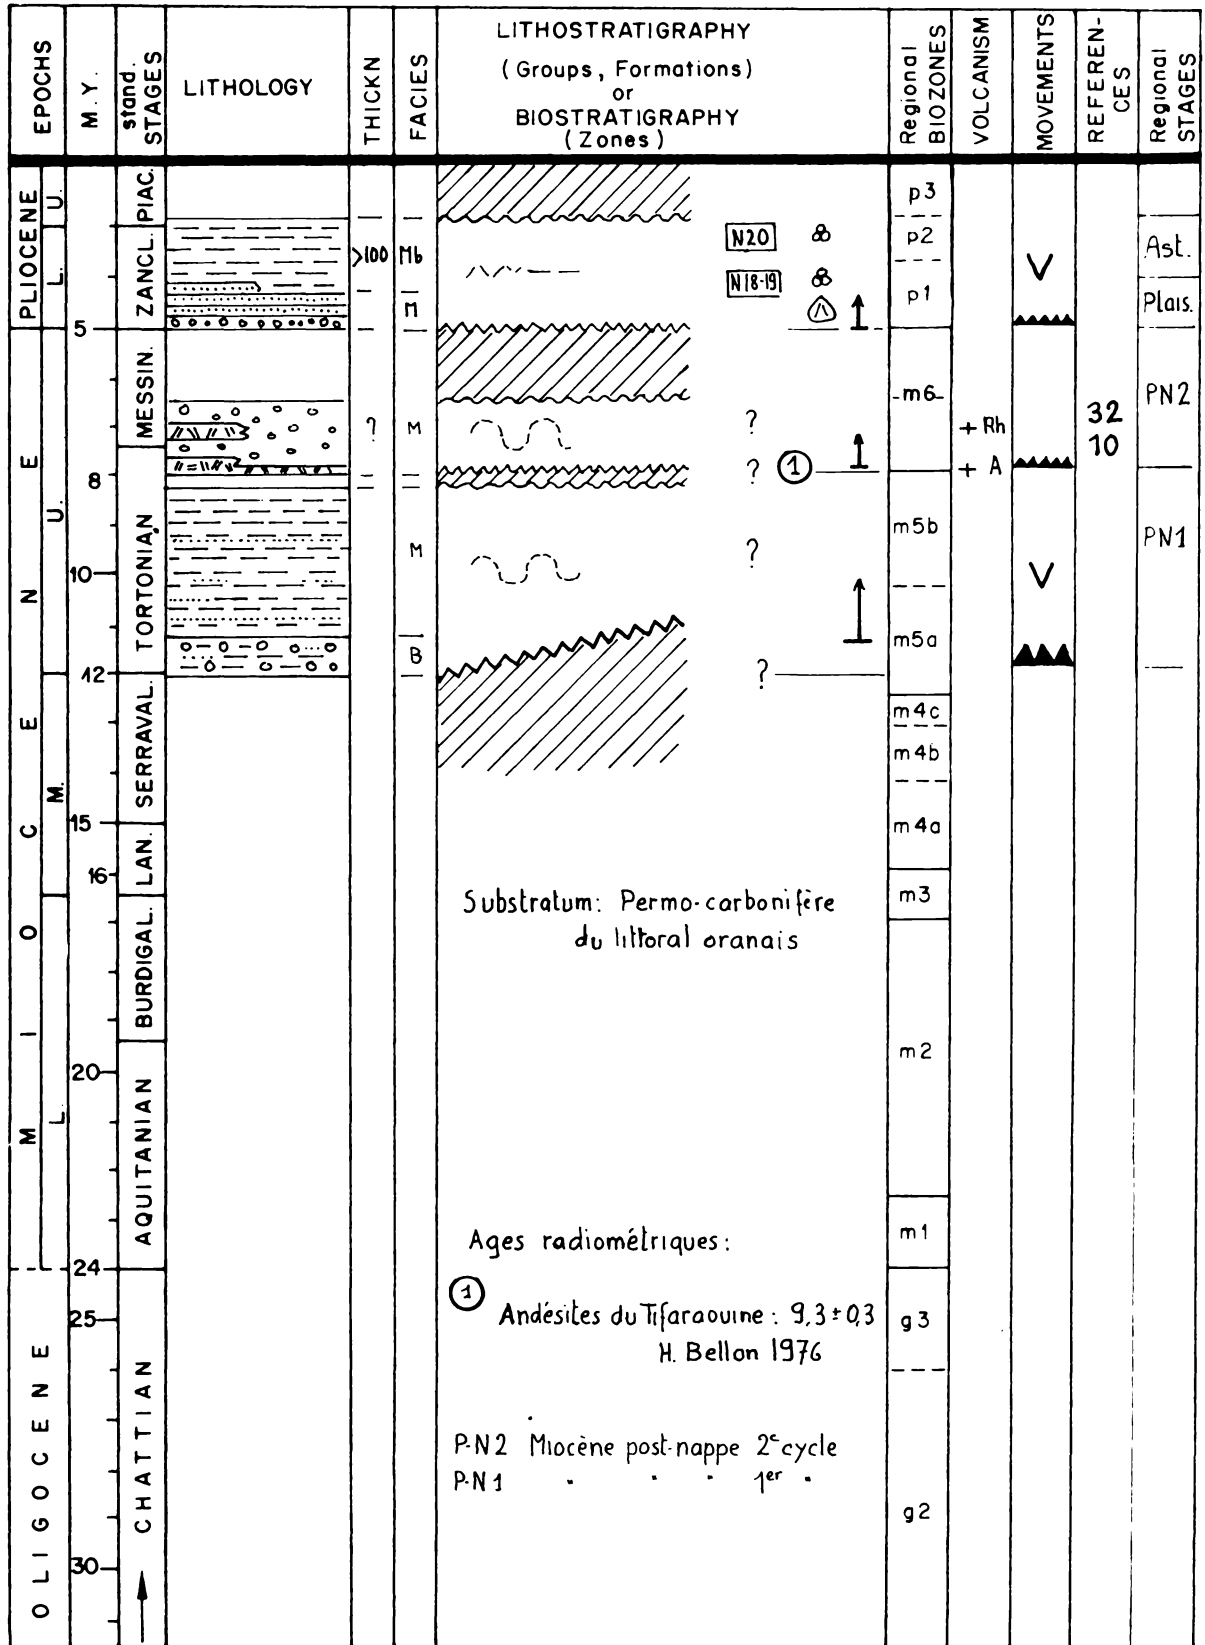 EPOCHS
M.Y.
stand. STAGES
LITHOLOGY
THICKN
FACIES
LITHOSTRATIGRAPHY
(Groups, Formations)
or
BIOSTRATIGRAPHY
(Zones)
Regional BIOZONES
VOLCANISM
MOVEMENTS
REFEREN-
CES
Regional STAGES
PLIOCENE
U.
L.
MIOCENE
U.
M.
L.
OLIGOCENE
5
8
10
42
15
16
20
24
25
30
PIAC.
ZANCL.
MESSIN.
TORTONIAN
SERRAVAL.
LAN.
BURDIGAL.
AQUITANIAN
CHATTIAN
>100
?
Mb
M
M
M
B
N20
N18-19
?
? 1
?
?
Substratum: Permo-carbonifère
du littoral oranais
Ages radiométriques:
1
Andésites du Tifaraouine: 9,3±0,3
H. Bellon 1976
P-N2 Miocène post-nappe 2e cycle
P-N1 " " " 1er "
p3
p2
p1
m6
m5b
m5a
m4c
m4b
m4a
m3
m2
m1
g3
g2
+ Rh
+ A
32
10
Ast.
Plais.
PN2
PN1